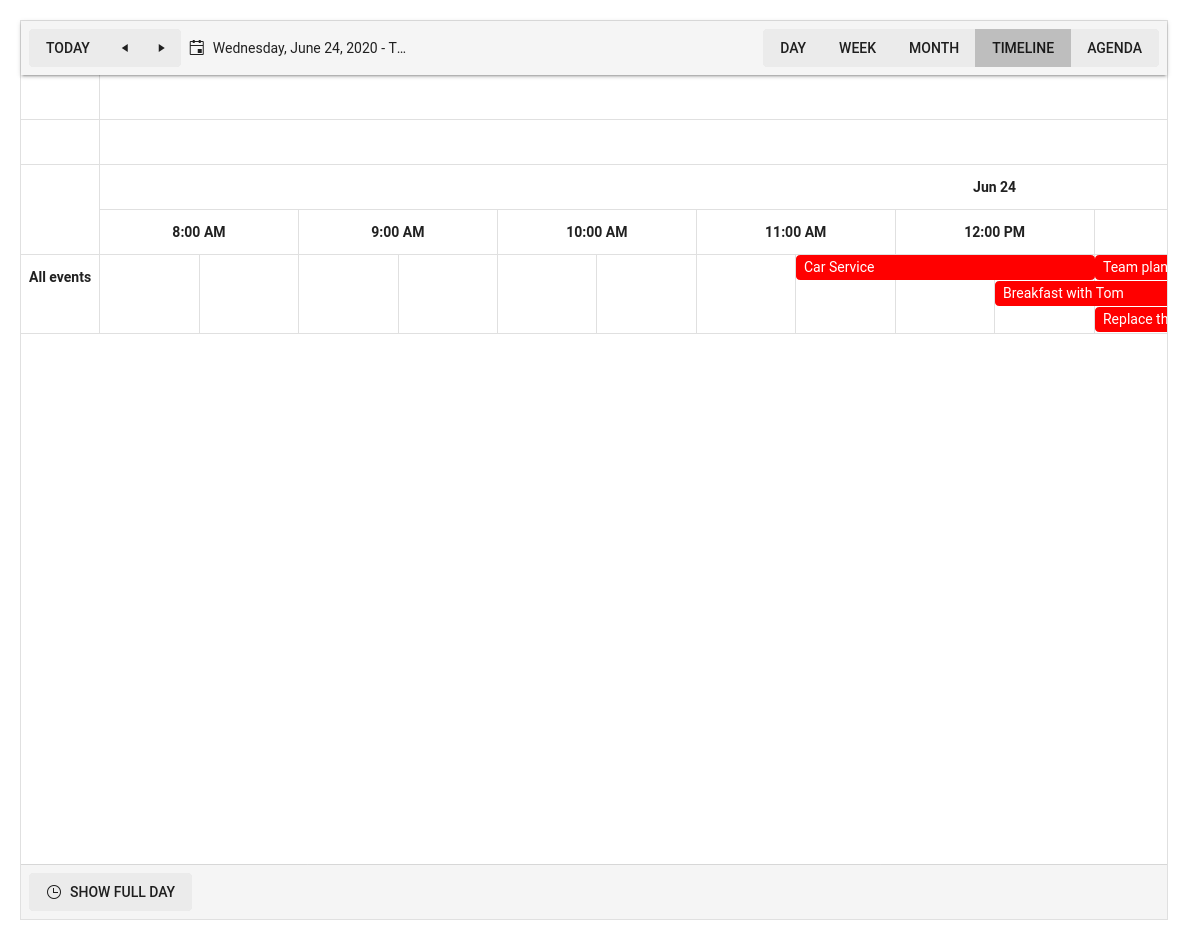 TODAY
Wednesday, June 24, 2020 - T...
DAY WEEK MONTH TIMELINE AGENDA
Jun 24
8:00 AM 9:00 AM 10:00 AM 11:00 AM 12:00 PM
All events
Car Service
Team plan
Breakfast with Tom
Replace th
SHOW FULL DAY